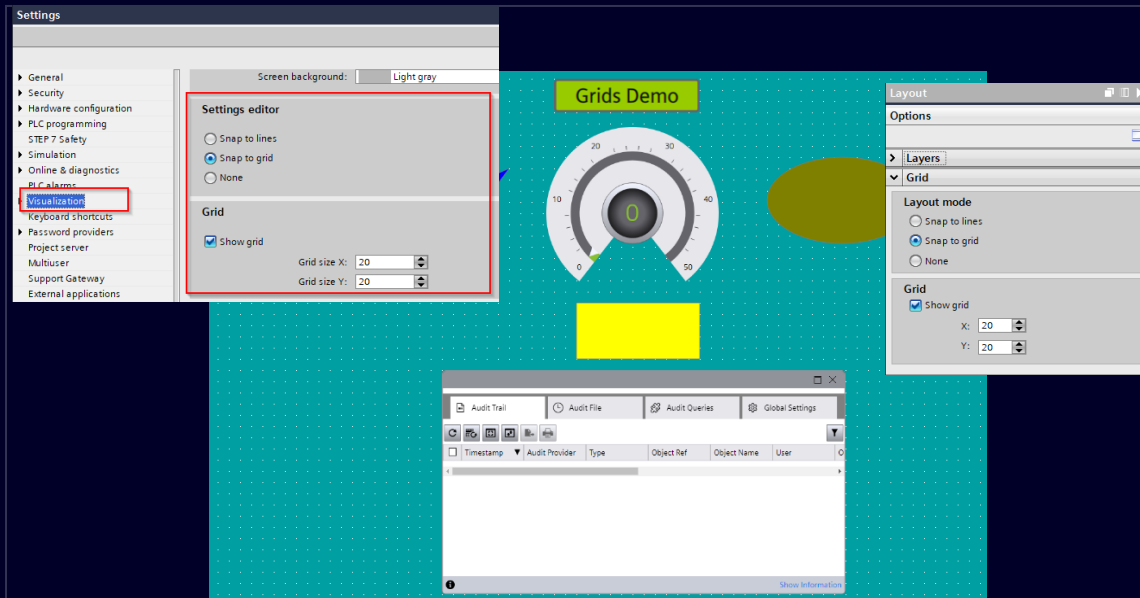 Settings
General
Security
Hardware configuration
PLC programming
STEP 7 Safety
Simulation
Online & diagnostics
PLC alarms
Visualization
Keyboard shortcuts
Password providers
Project server
Multiuser
Support Gateway
External applications
Screen background: Light gray
Settings editor
Snap to lines
Snap to grid
None
Grid
Show grid
Grid size X: 20
Grid size Y: 20
Grids Demo
0
10
20
30
40
50
0
Layout
Options
Layers
Grid
Layout mode
Snap to lines
Snap to grid
None
Grid
Show grid
X: 20
Y: 20
Audit Trail Audit File Audit Queries Global Settings
Timestamp Audit Provider Type Object Ref Object Name User O
Show Information